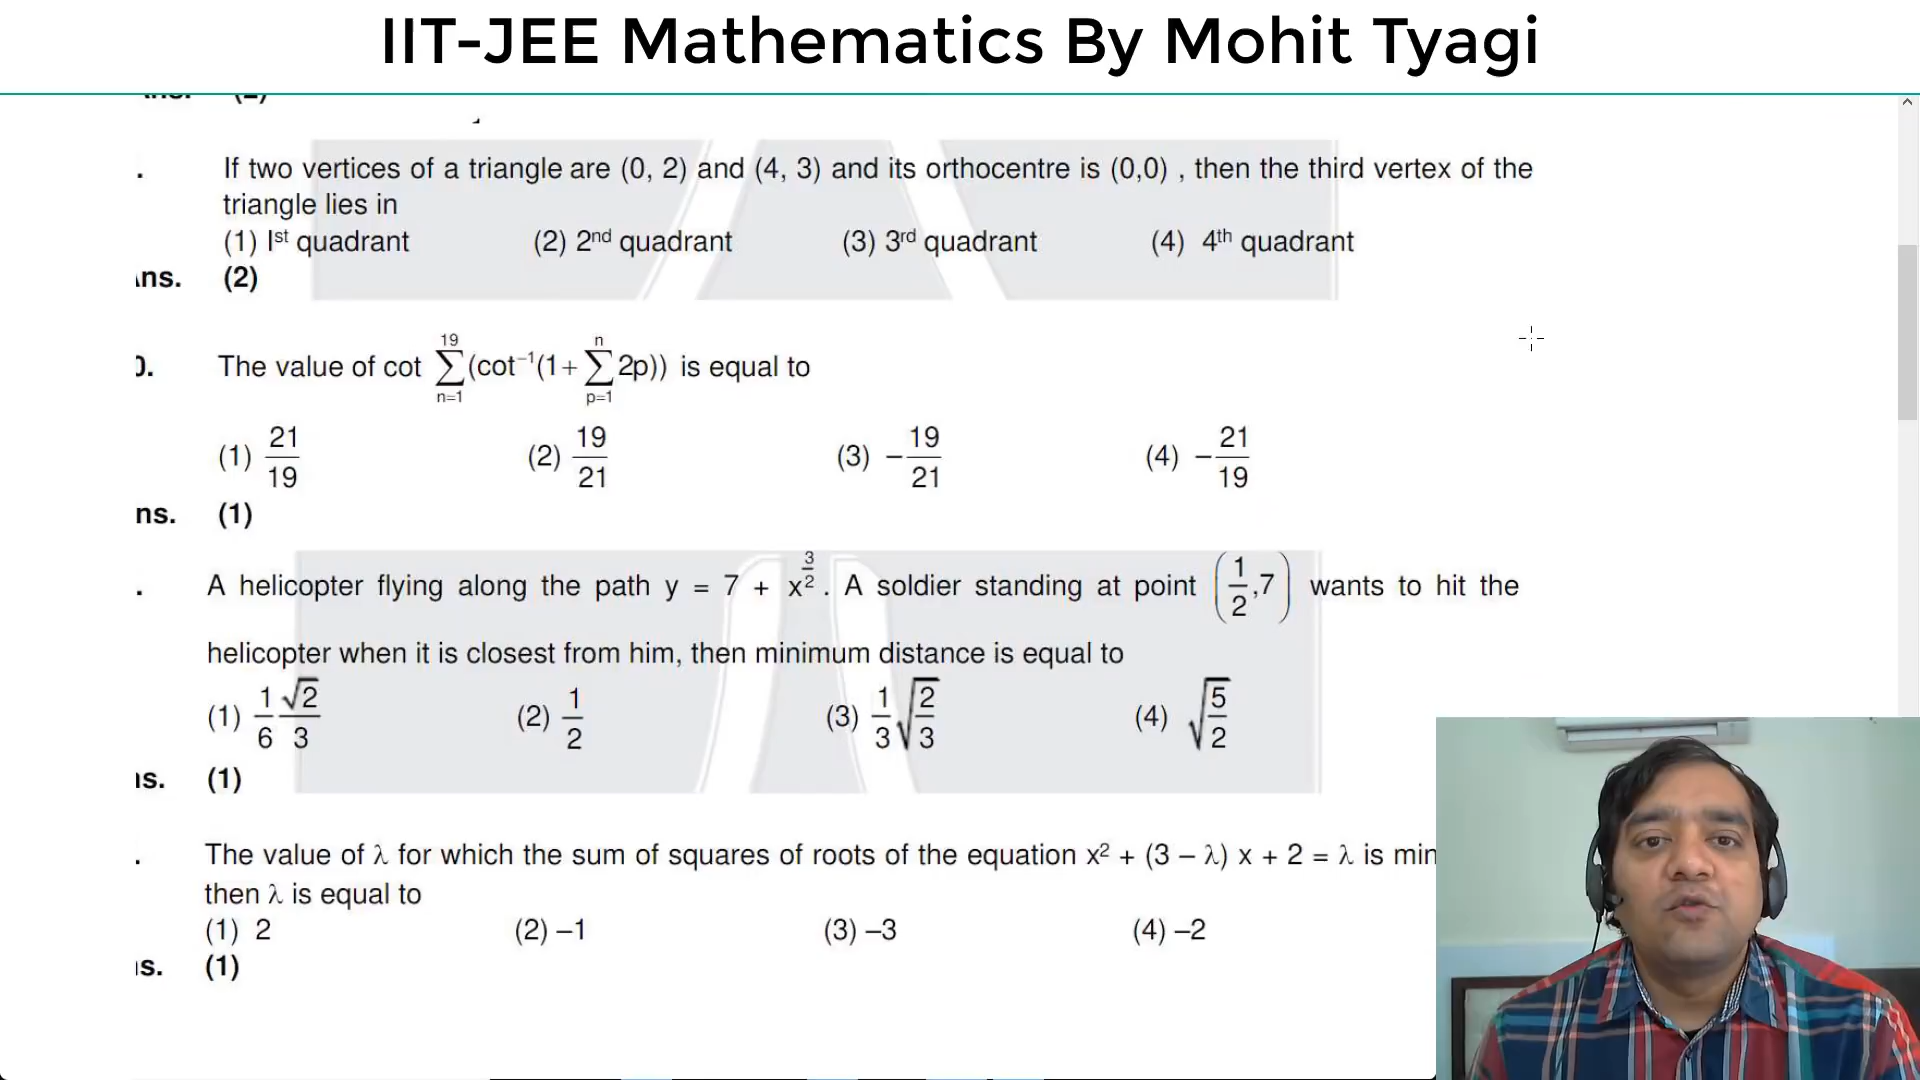 IIT-JEE Mathematics By Mohit Tyagi
If two vertices of a triangle are (0, 2) and (4, 3) and its orthocentre is (0,0) , then the third vertex of the
triangle lies in
(1) Iˢᵗ quadrant (2) 2ⁿᵈ quadrant (3) 3ʳᵈ quadrant (4) 4ᵗʰ quadrant
ns. (2)
0. The value of cot ∑_{n=1}^{19} (cot⁻¹(1+ ∑_{p=1}^{n} 2p)) is equal to
(1) 21/19 (2) 19/21 (3) −19/21 (4) −21/19
ns. (1)
. A helicopter flying along the path y = 7 + x^{3/2}. A soldier standing at point (1/2,7) wants to hit the
helicopter when it is closest from him, then minimum distance is equal to
(1) 1/6 √2/3 (2) 1/2 (3) 1/3 √(2/3) (4) √(5/2)
s. (1)
. The value of λ for which the sum of squares of roots of the equation x² + (3 – λ) x + 2 = λ is min
then λ is equal to
(1) 2 (2) –1 (3) –3 (4) –2
s. (1)